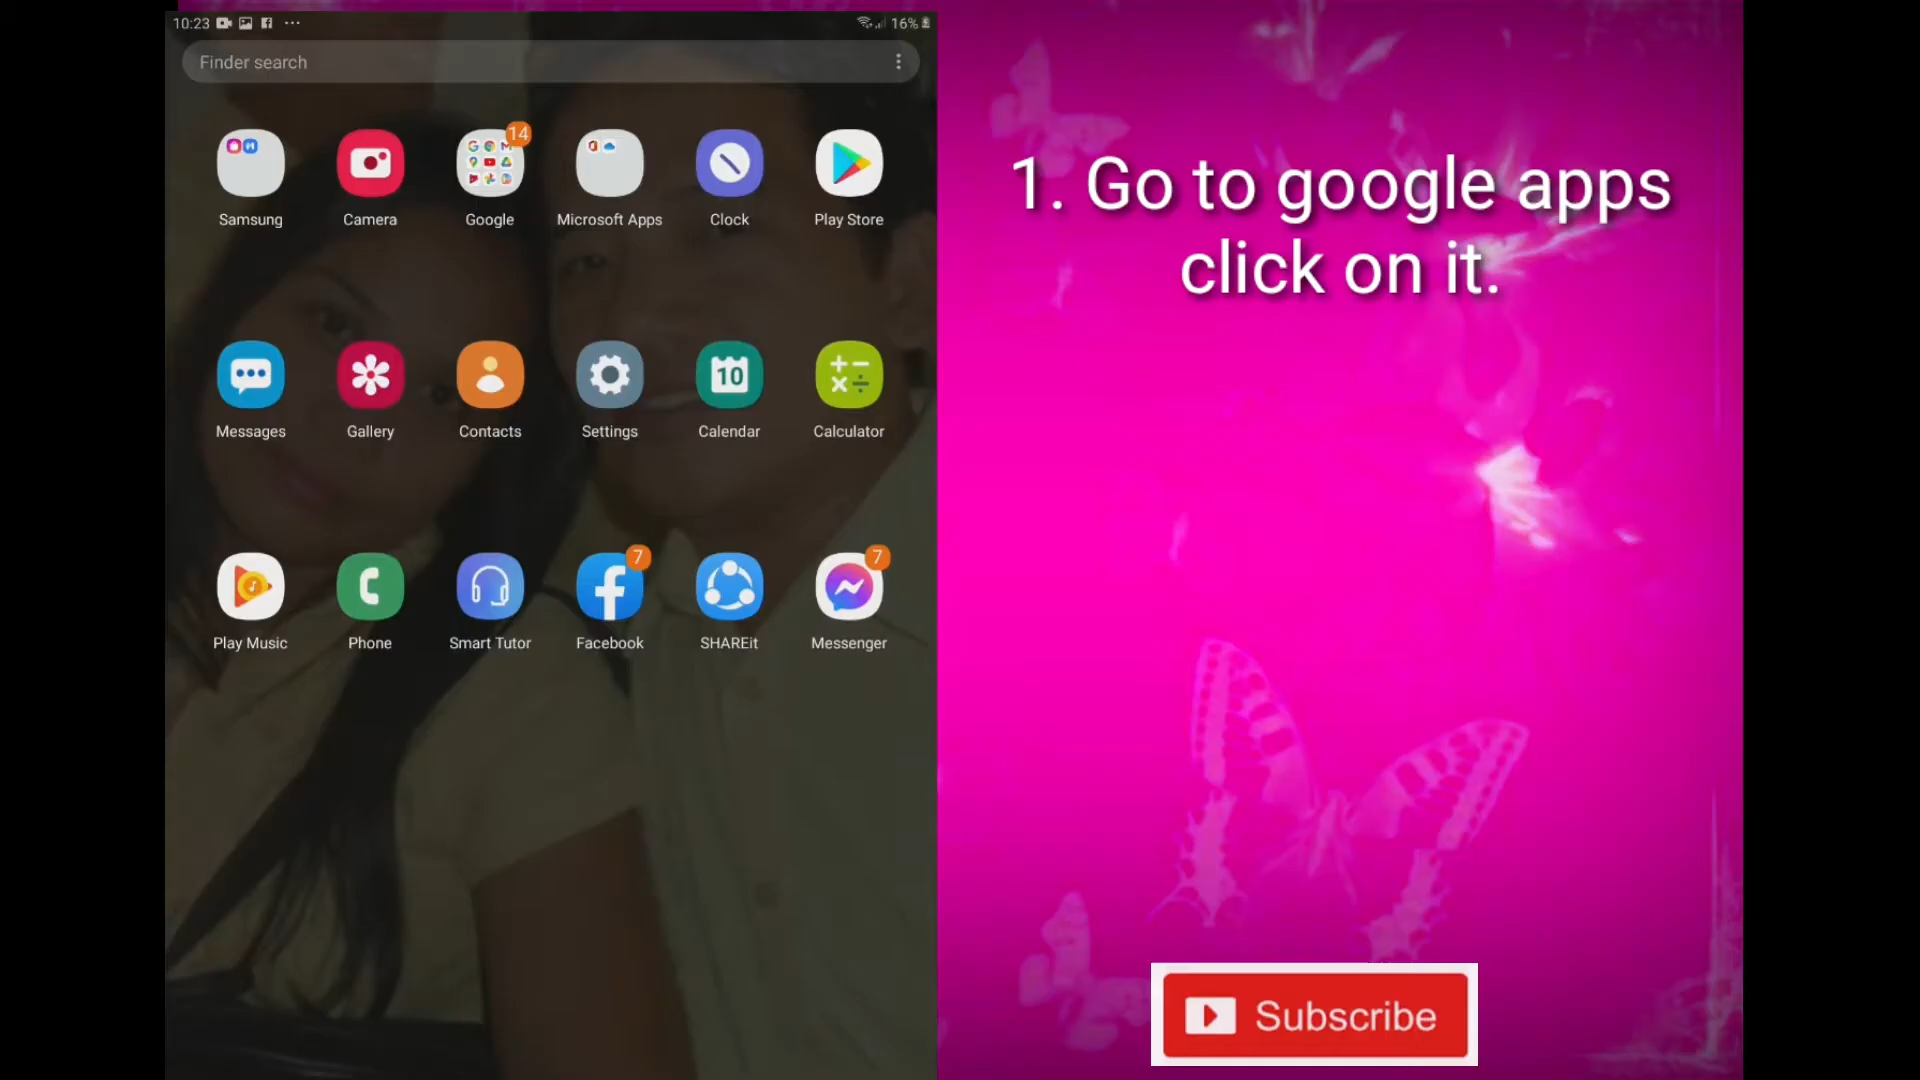 10:23
16%
Finder search
14
Samsung Camera Google Microsoft Apps Clock Play Store
10
Messages Gallery Contacts Settings Calendar Calculator
7 7
Play Music Phone Smart Tutor Facebook SHAREit Messenger
1. Go to google apps
click on it.
Subscribe